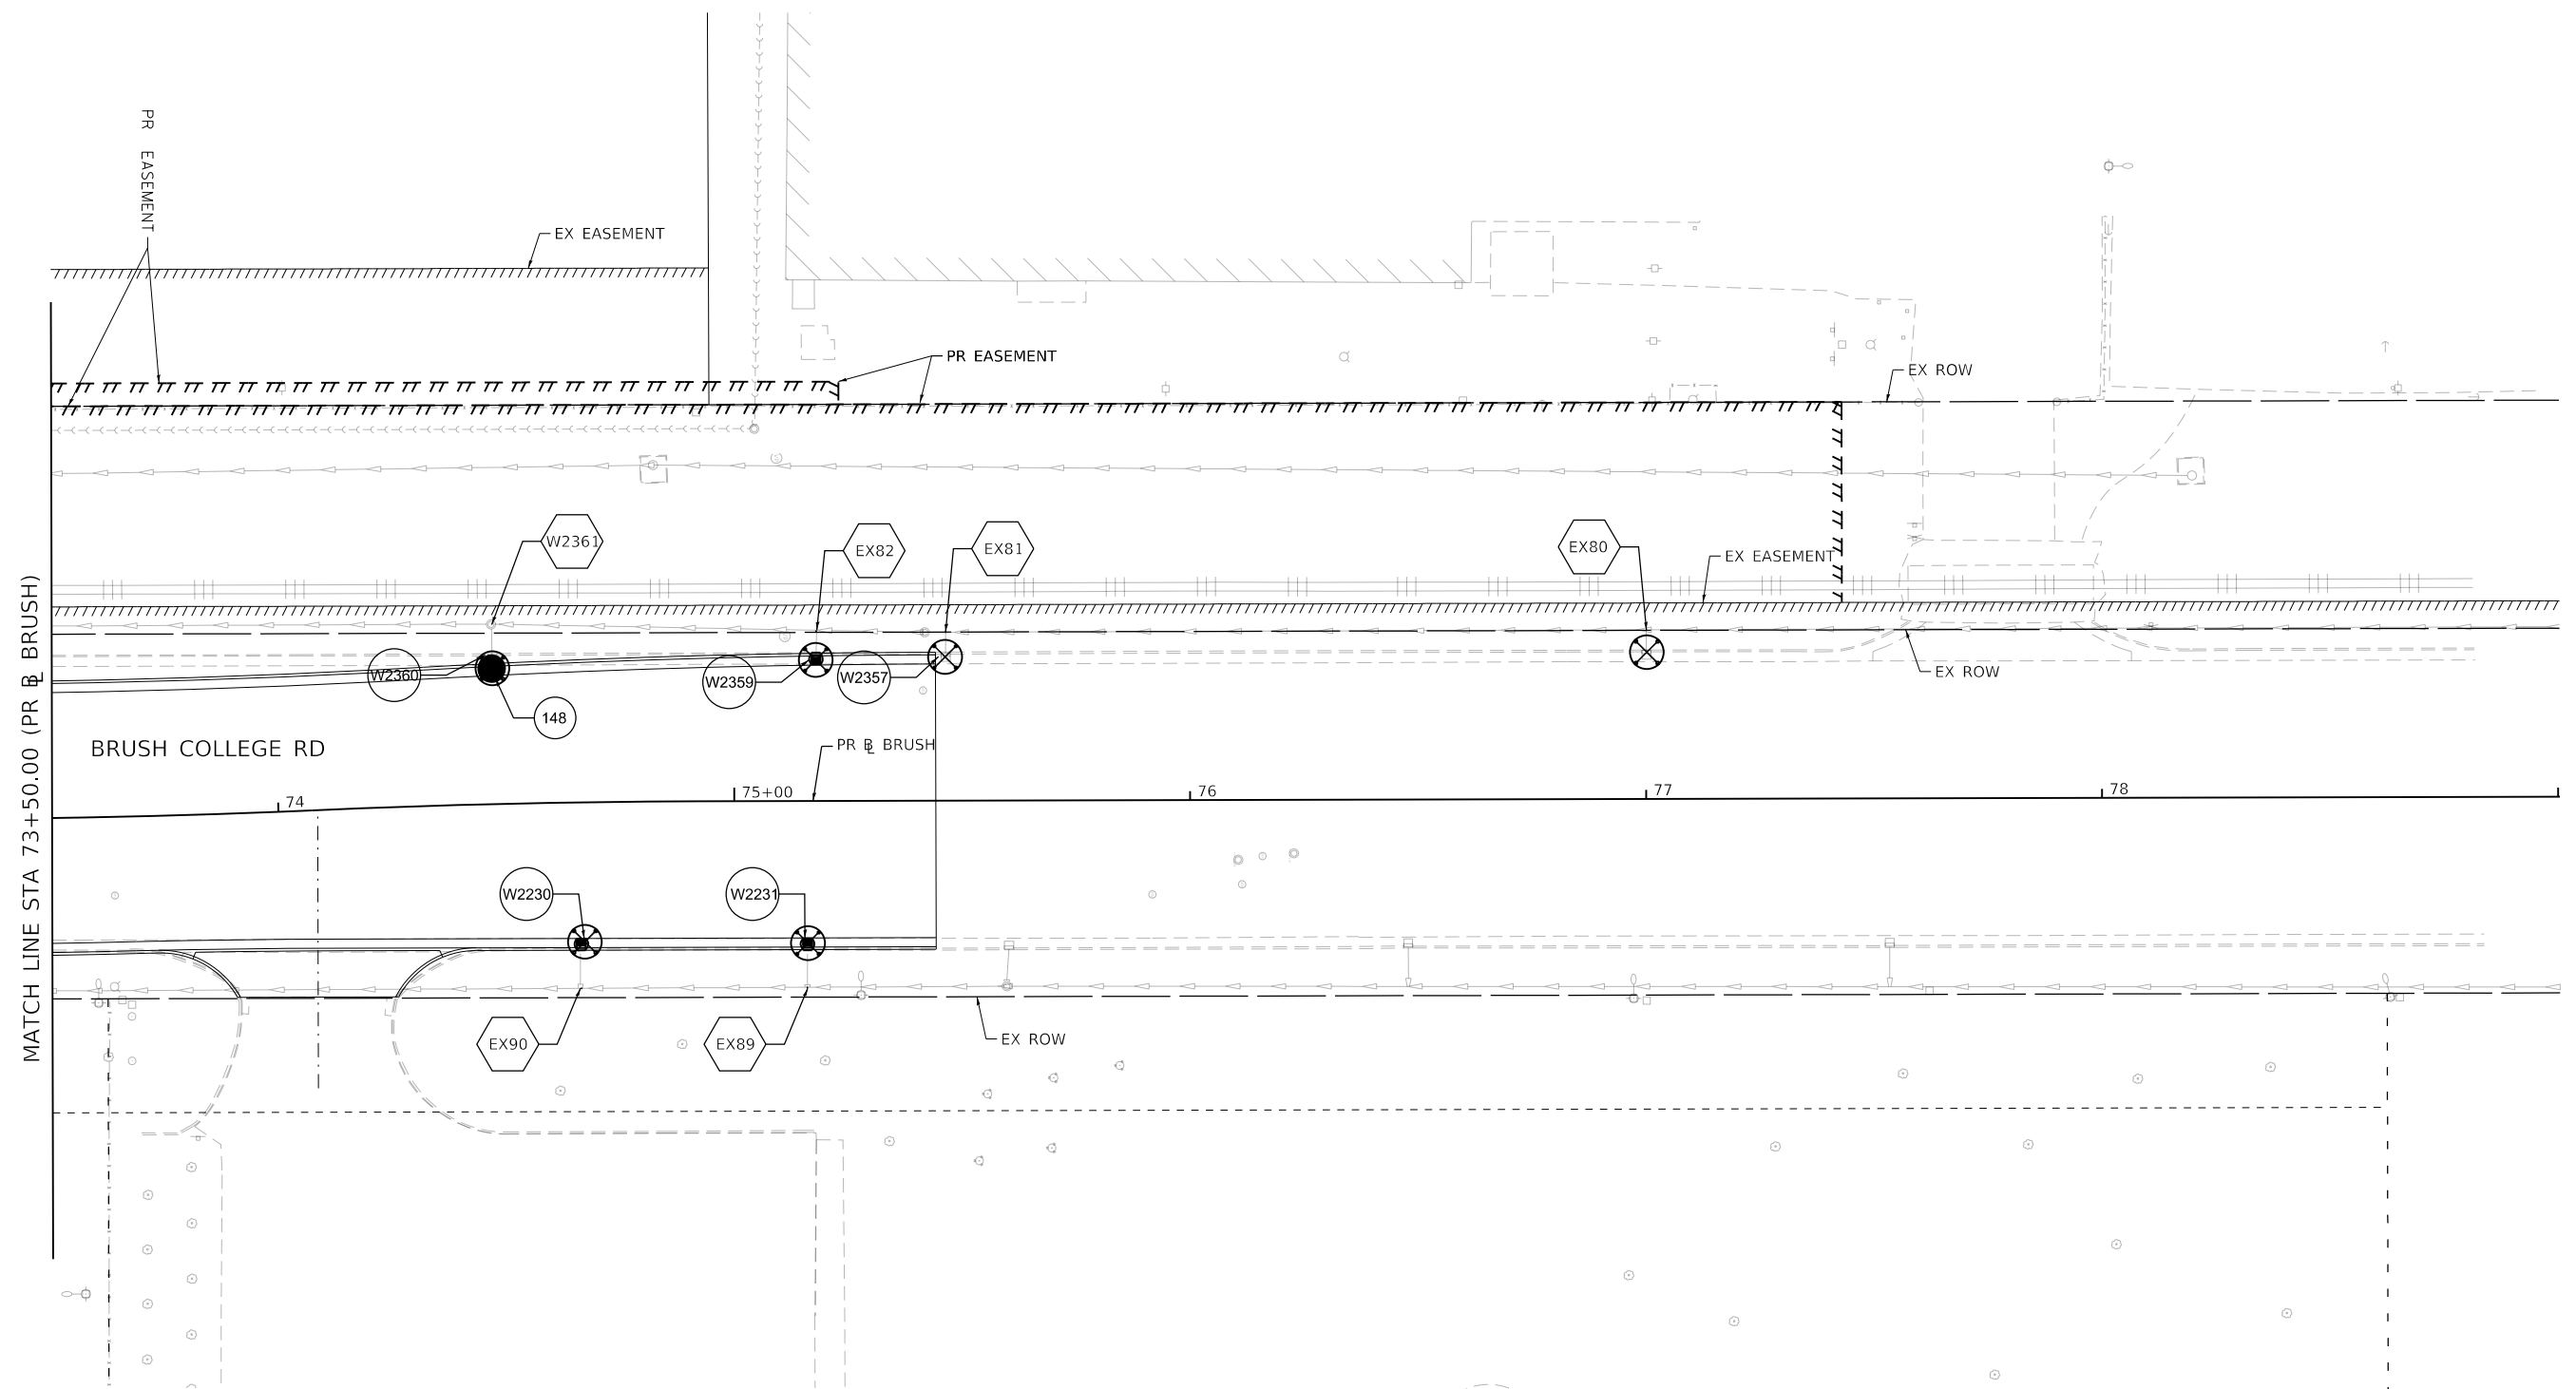 PR EASEMENT
EX EASEMENT
PR EASEMENT
EX ROW
W2361
EX82
EX81
EX80
EX EASEMENT
W2360
W2359
W2357
EX ROW
148
BRUSH COLLEGE RD
PR BL BRUSH
74
75+00
76
77
78
MATCH LINE STA 73+50.00 (PR BL BRUSH)
W2230
W2231
EX90
EX89
EX ROW